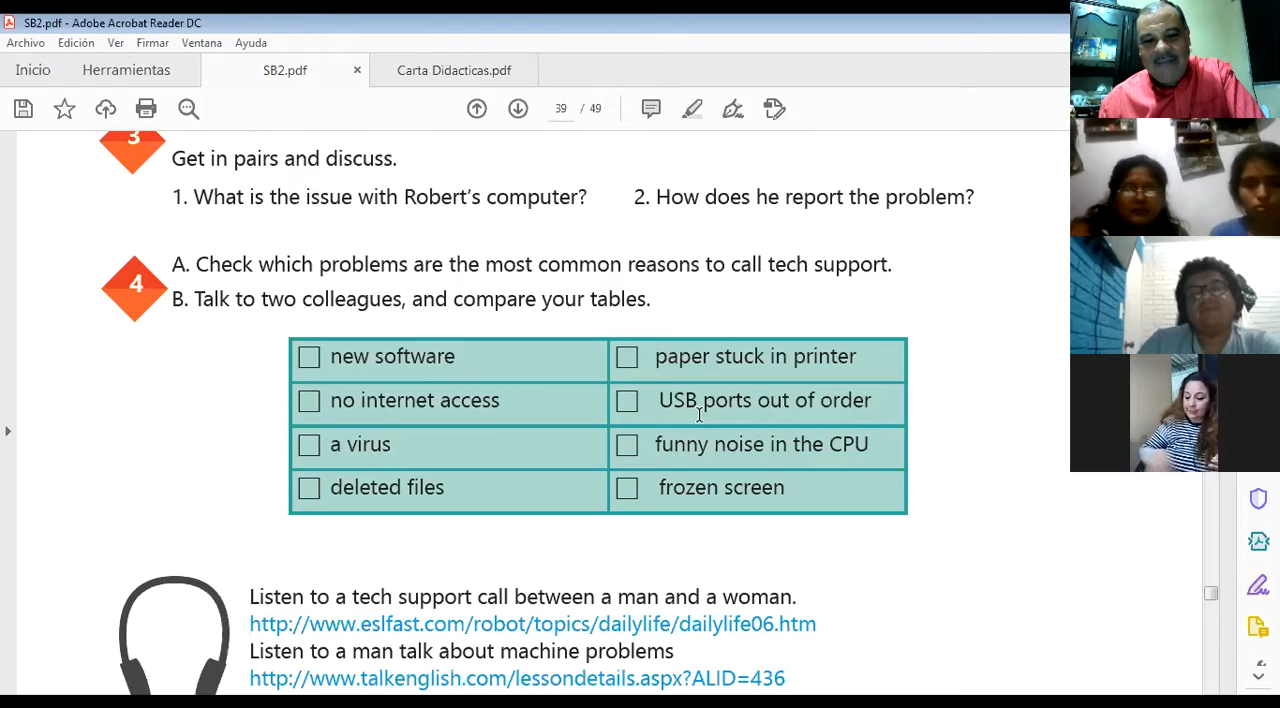 SB2.pdf - Adobe Acrobat Reader DC
Archivo Edición Ver Firmar Ventana Ayuda
Inicio Herramientas SB2.pdf × Carta Didacticas.pdf
39 / 49
3
Get in pairs and discuss.
1. What is the issue with Robert's computer? 2. How does he report the problem?
4
A. Check which problems are the most common reasons to call tech support.
B. Talk to two colleagues, and compare your tables.
new software paper stuck in printer
no internet access USB ports out of order
a virus funny noise in the CPU
deleted files frozen screen
Listen to a tech support call between a man and a woman.
http://www.eslfast.com/robot/topics/dailylife/dailylife06.htm
Listen to a man talk about machine problems
http://www.talkenglish.com/lessondetails.aspx?ALID=436